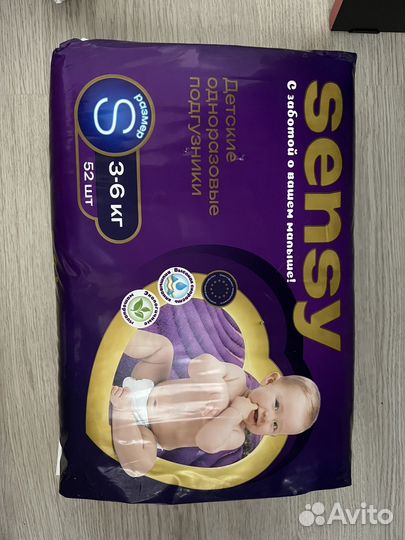 sensy
С заботой о вашем малыше!
Детские
одноразовые
подгузники
размер
S
3-6 кг
52 шт
Avito